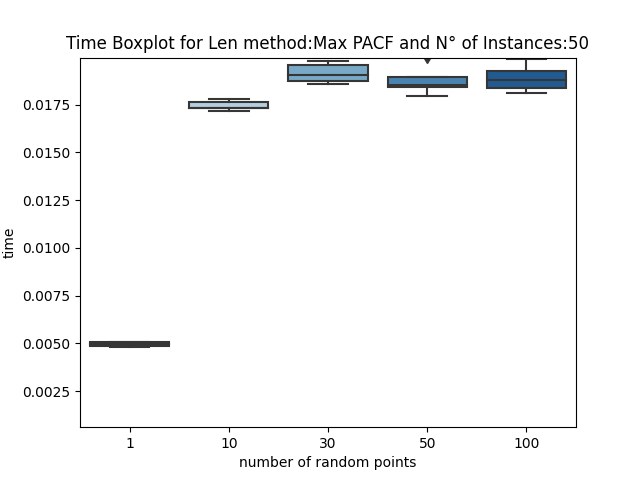 Time Boxplot for Len method:Max PACF and N° of Instances:50
0.0175
0.0150
0.0125
0.0100
0.0075
0.0050
0.0025
time
1 10 30 50 100
number of random points